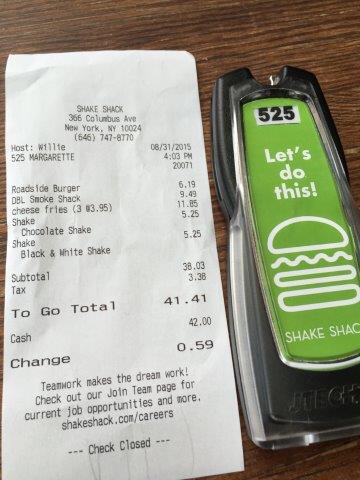 SHAKE SHACK
366 Columbus Ave
New York, NY 10024
(646) 747-8770
Host: Willie 08/31/2015
525 MARGARETTE 4:03 PM
20071
Roadside Burger 6.19
DBL Smoke Shack 9.49
cheese fries (3 @3.95) 11.85
Shake 5.25
Chocolate Shake
Shake 5.25
Black & White Shake
Subtotal 38.03
Tax 3.38
To Go Total 41.41
Cash 42.00
Change 0.59
Teamwork makes the dream work!
Check out our Join Team page for
current job opportunities and more.
shakeshack.com/careers
--- Check Closed ---
525
Let's
do
this!
SHAKE SHAC
JTECH